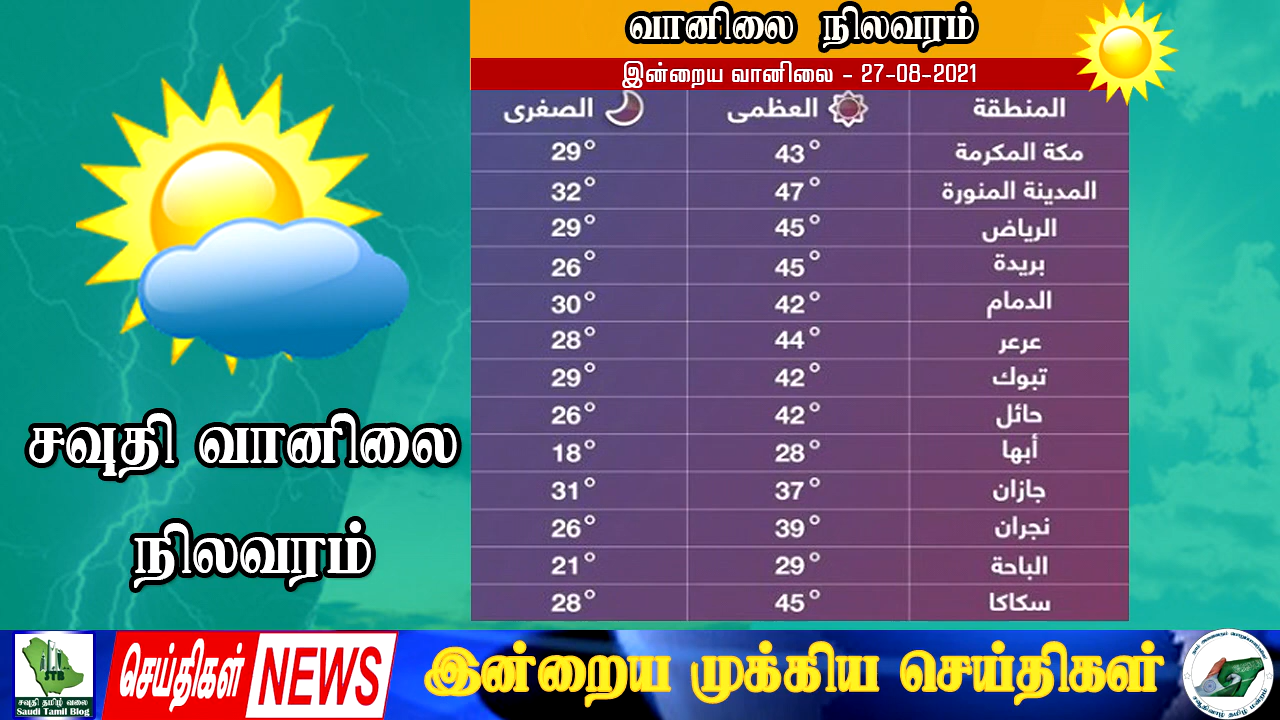 வானிலை நிலவரம்
இன்றைய வானிலை - 27-08-2021
المنطقة العظمى الصغرى
مكة المكرمة 43° 29°
المدينة المنورة 47° 32°
الرياض 45° 29°
بريدة 45° 26°
الدمام 42° 30°
عرعر 44° 28°
تبوك 42° 29°
حائل 42° 26°
أبها 28° 18°
جازان 37° 31°
نجران 39° 26°
الباحة 29° 21°
سكاكا 45° 28°
சவுதி வானிலை
நிலவரம்
STB
சவுதி தமிழ் வலை
Saudi Tamil Blog
செய்திகள் NEWS
இன்றைய முக்கிய செய்திகள்